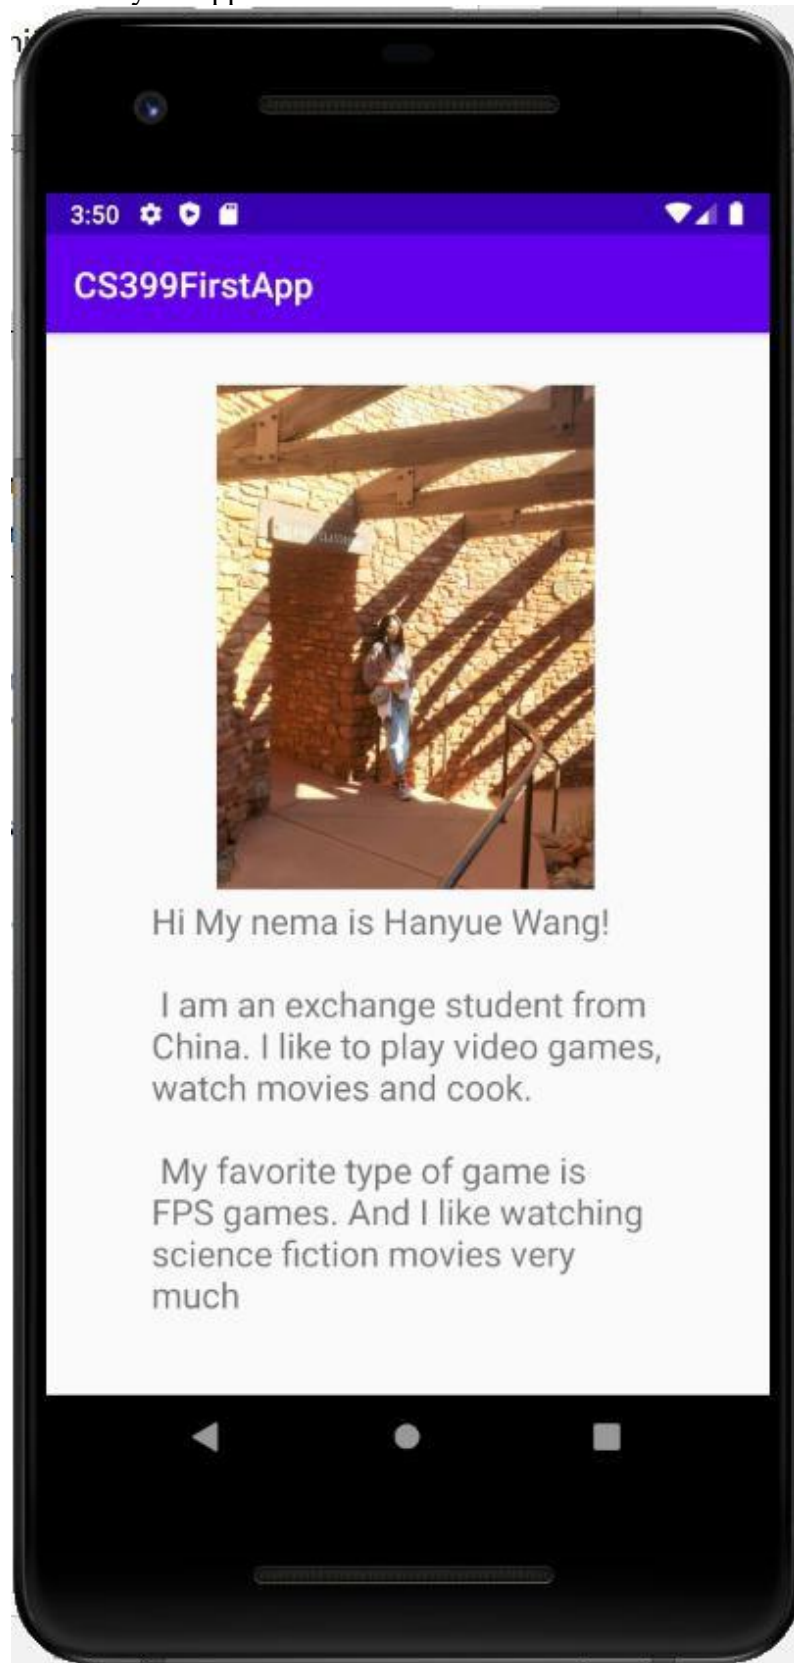 3:50
CS399FirstApp
Hi My nema is Hanyue Wang!
I am an exchange student from
China. I like to play video games,
watch movies and cook.
My favorite type of game is
FPS games. And I like watching
science fiction movies very
much